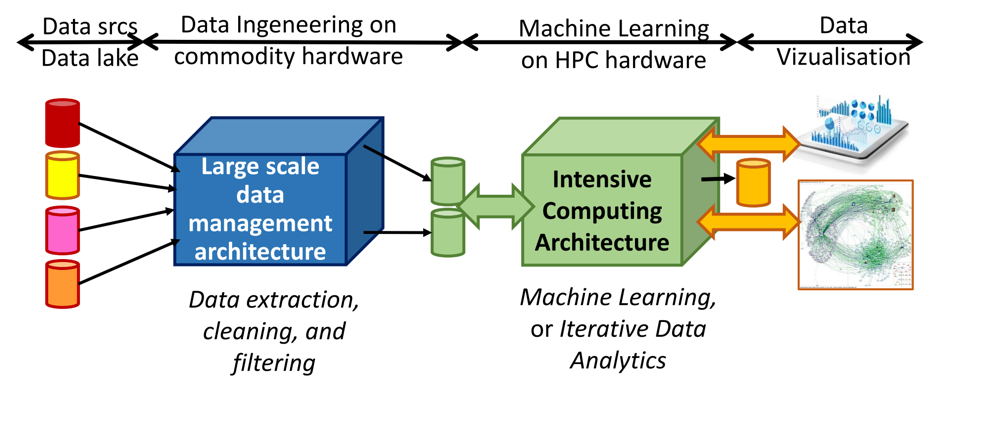 Data srcs
Data lake
Data Ingeneering on
commodity hardware
Machine Learning
on HPC hardware
Data
Vizualisation
Large scale
data
management
architecture
Intensive
Computing
Architecture
Data extraction,
cleaning, and
filtering
Machine Learning,
or Iterative Data
Analytics